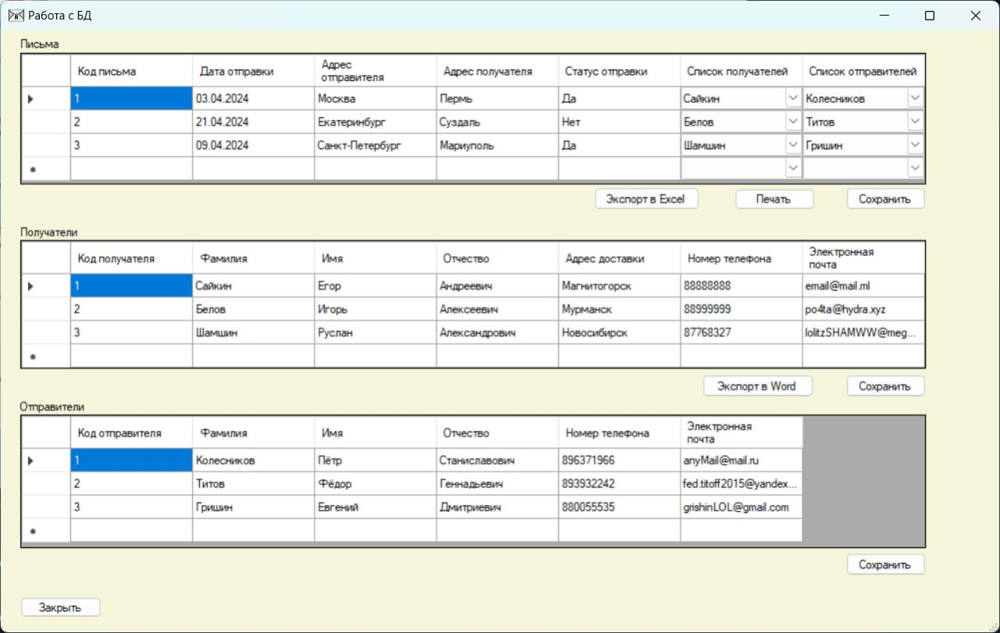 Работа с БД
Письма
Код письма Дата отправки Адрес отправителя Адрес получателя Статус отправки Список получателей Список отправителей
1 03.04.2024 Москва Пермь Да Сайкин Колесников
2 21.04.2024 Екатеринбург Суздаль Нет Белов Титов
3 09.04.2024 Санкт-Петербург Мариуполь Да Шамшин Гришин
Экспорт в Excel Печать Сохранить
Получатели
Код получателя Фамилия Имя Отчество Адрес доставки Номер телефона Электронная почта
1 Сайкин Егор Андреевич Магнитогорск 88888888 email@mail.ml
2 Белов Игорь Алексеевич Мурманск 88999999 po4ta@hydra.xyz
3 Шамшин Руслан Александрович Новосибирск 87768327 lolitzSHAMWW@meg...
Экспорт в Word Сохранить
Отправители
Код отправителя Фамилия Имя Отчество Номер телефона Электронная почта
1 Колесников Пётр Станиславович 896371966 anyMail@mail.ru
2 Титов Фёдор Геннадьевич 893932242 fed.titoff2015@yandex...
3 Гришин Евгений Дмитриевич 880055535 grishinLOL@gmail.com
Сохранить
Закрыть